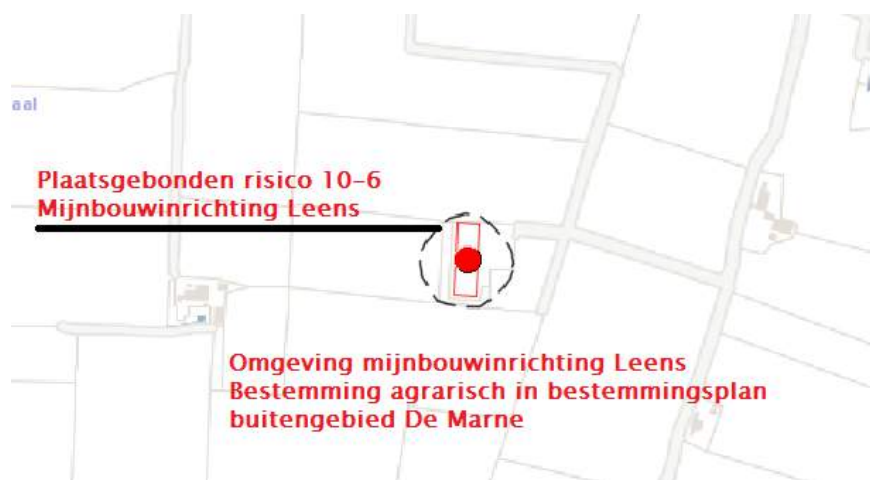 aal
Plaatsgebonden risico 10-6
Mijnbouwinrichting Leens
Omgeving mijnbouwinrichting Leens
Bestemming agrarisch in bestemmingsplan
buitengebied De Marne